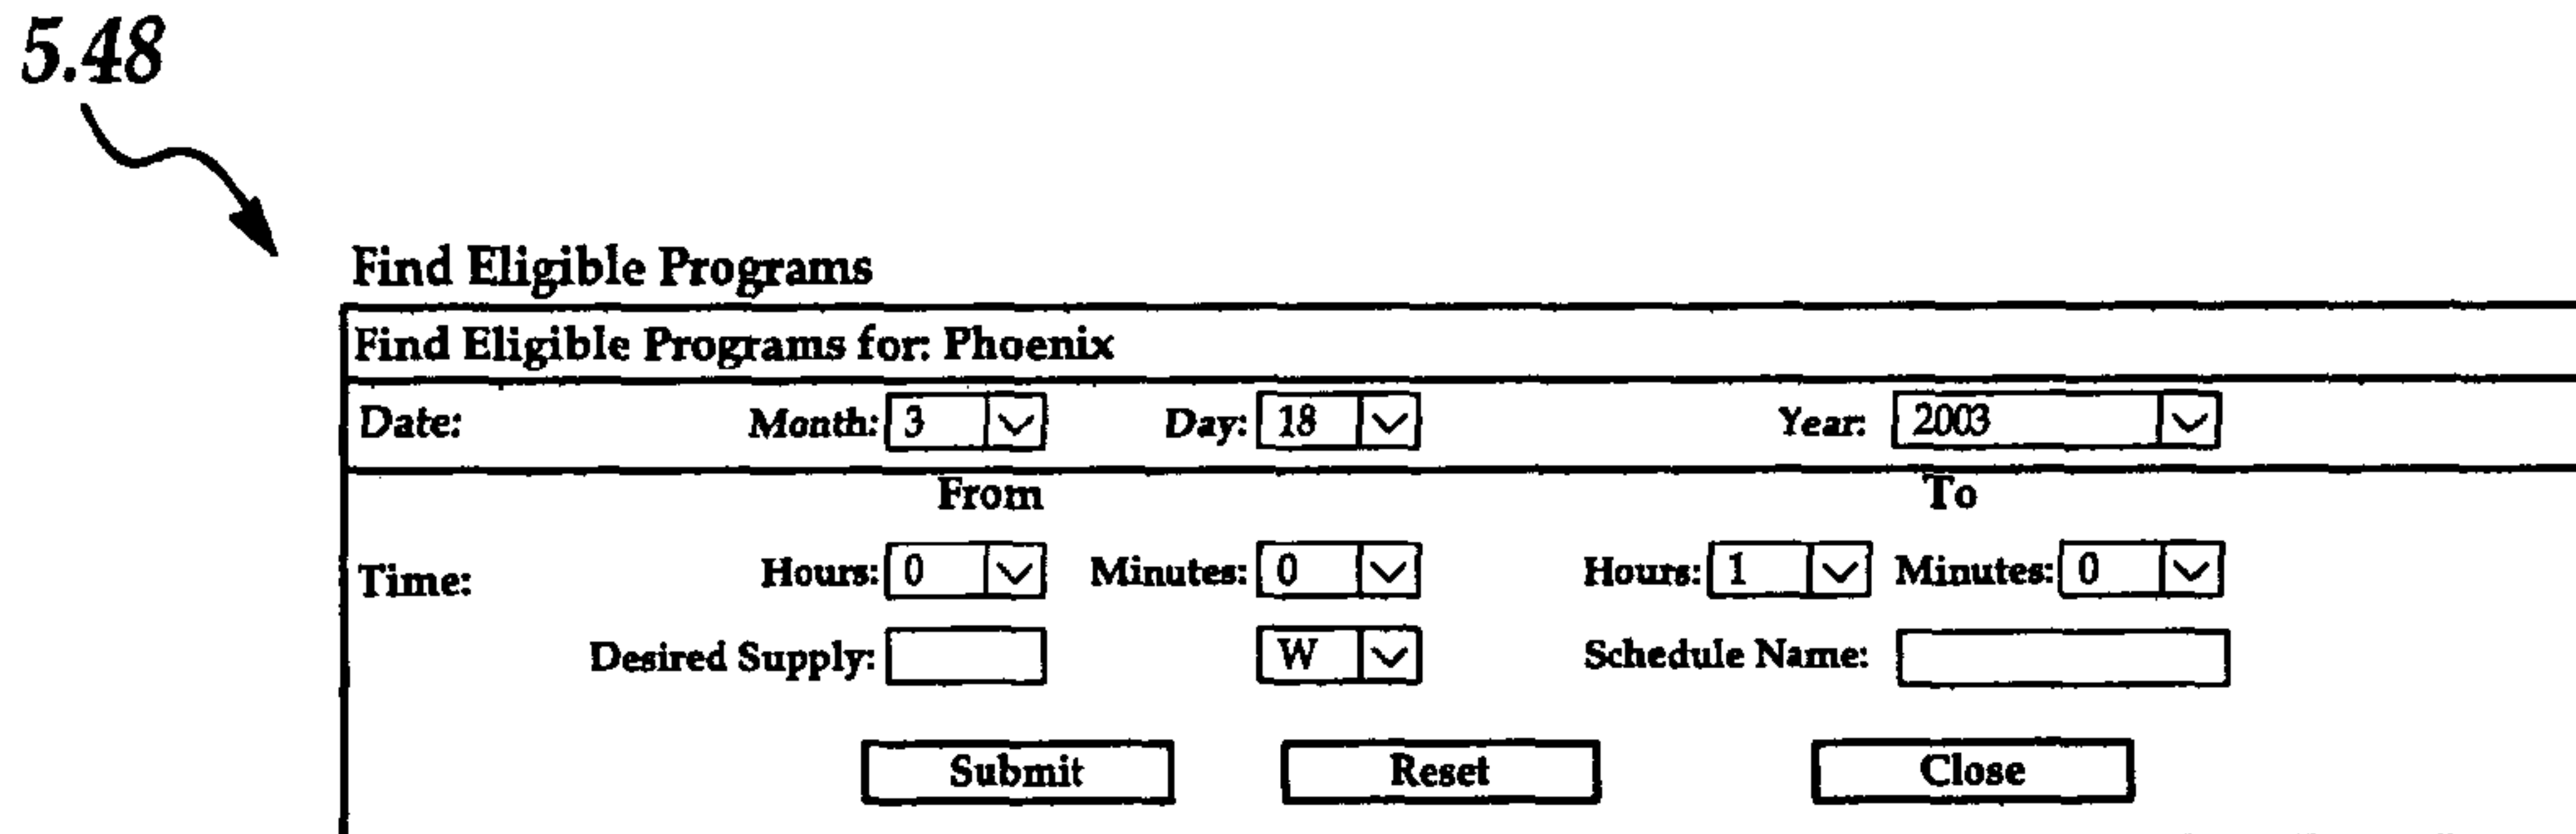 5.48
Find Eligible Programs
Find Eligible Programs for: Phoenix
Date: Month: 3 Day: 18 Year: 2003
From To
Time: Hours: 0 Minutes: 0 Hours: 1 Minutes: 0
Desired Supply: W Schedule Name:
Submit Reset Close